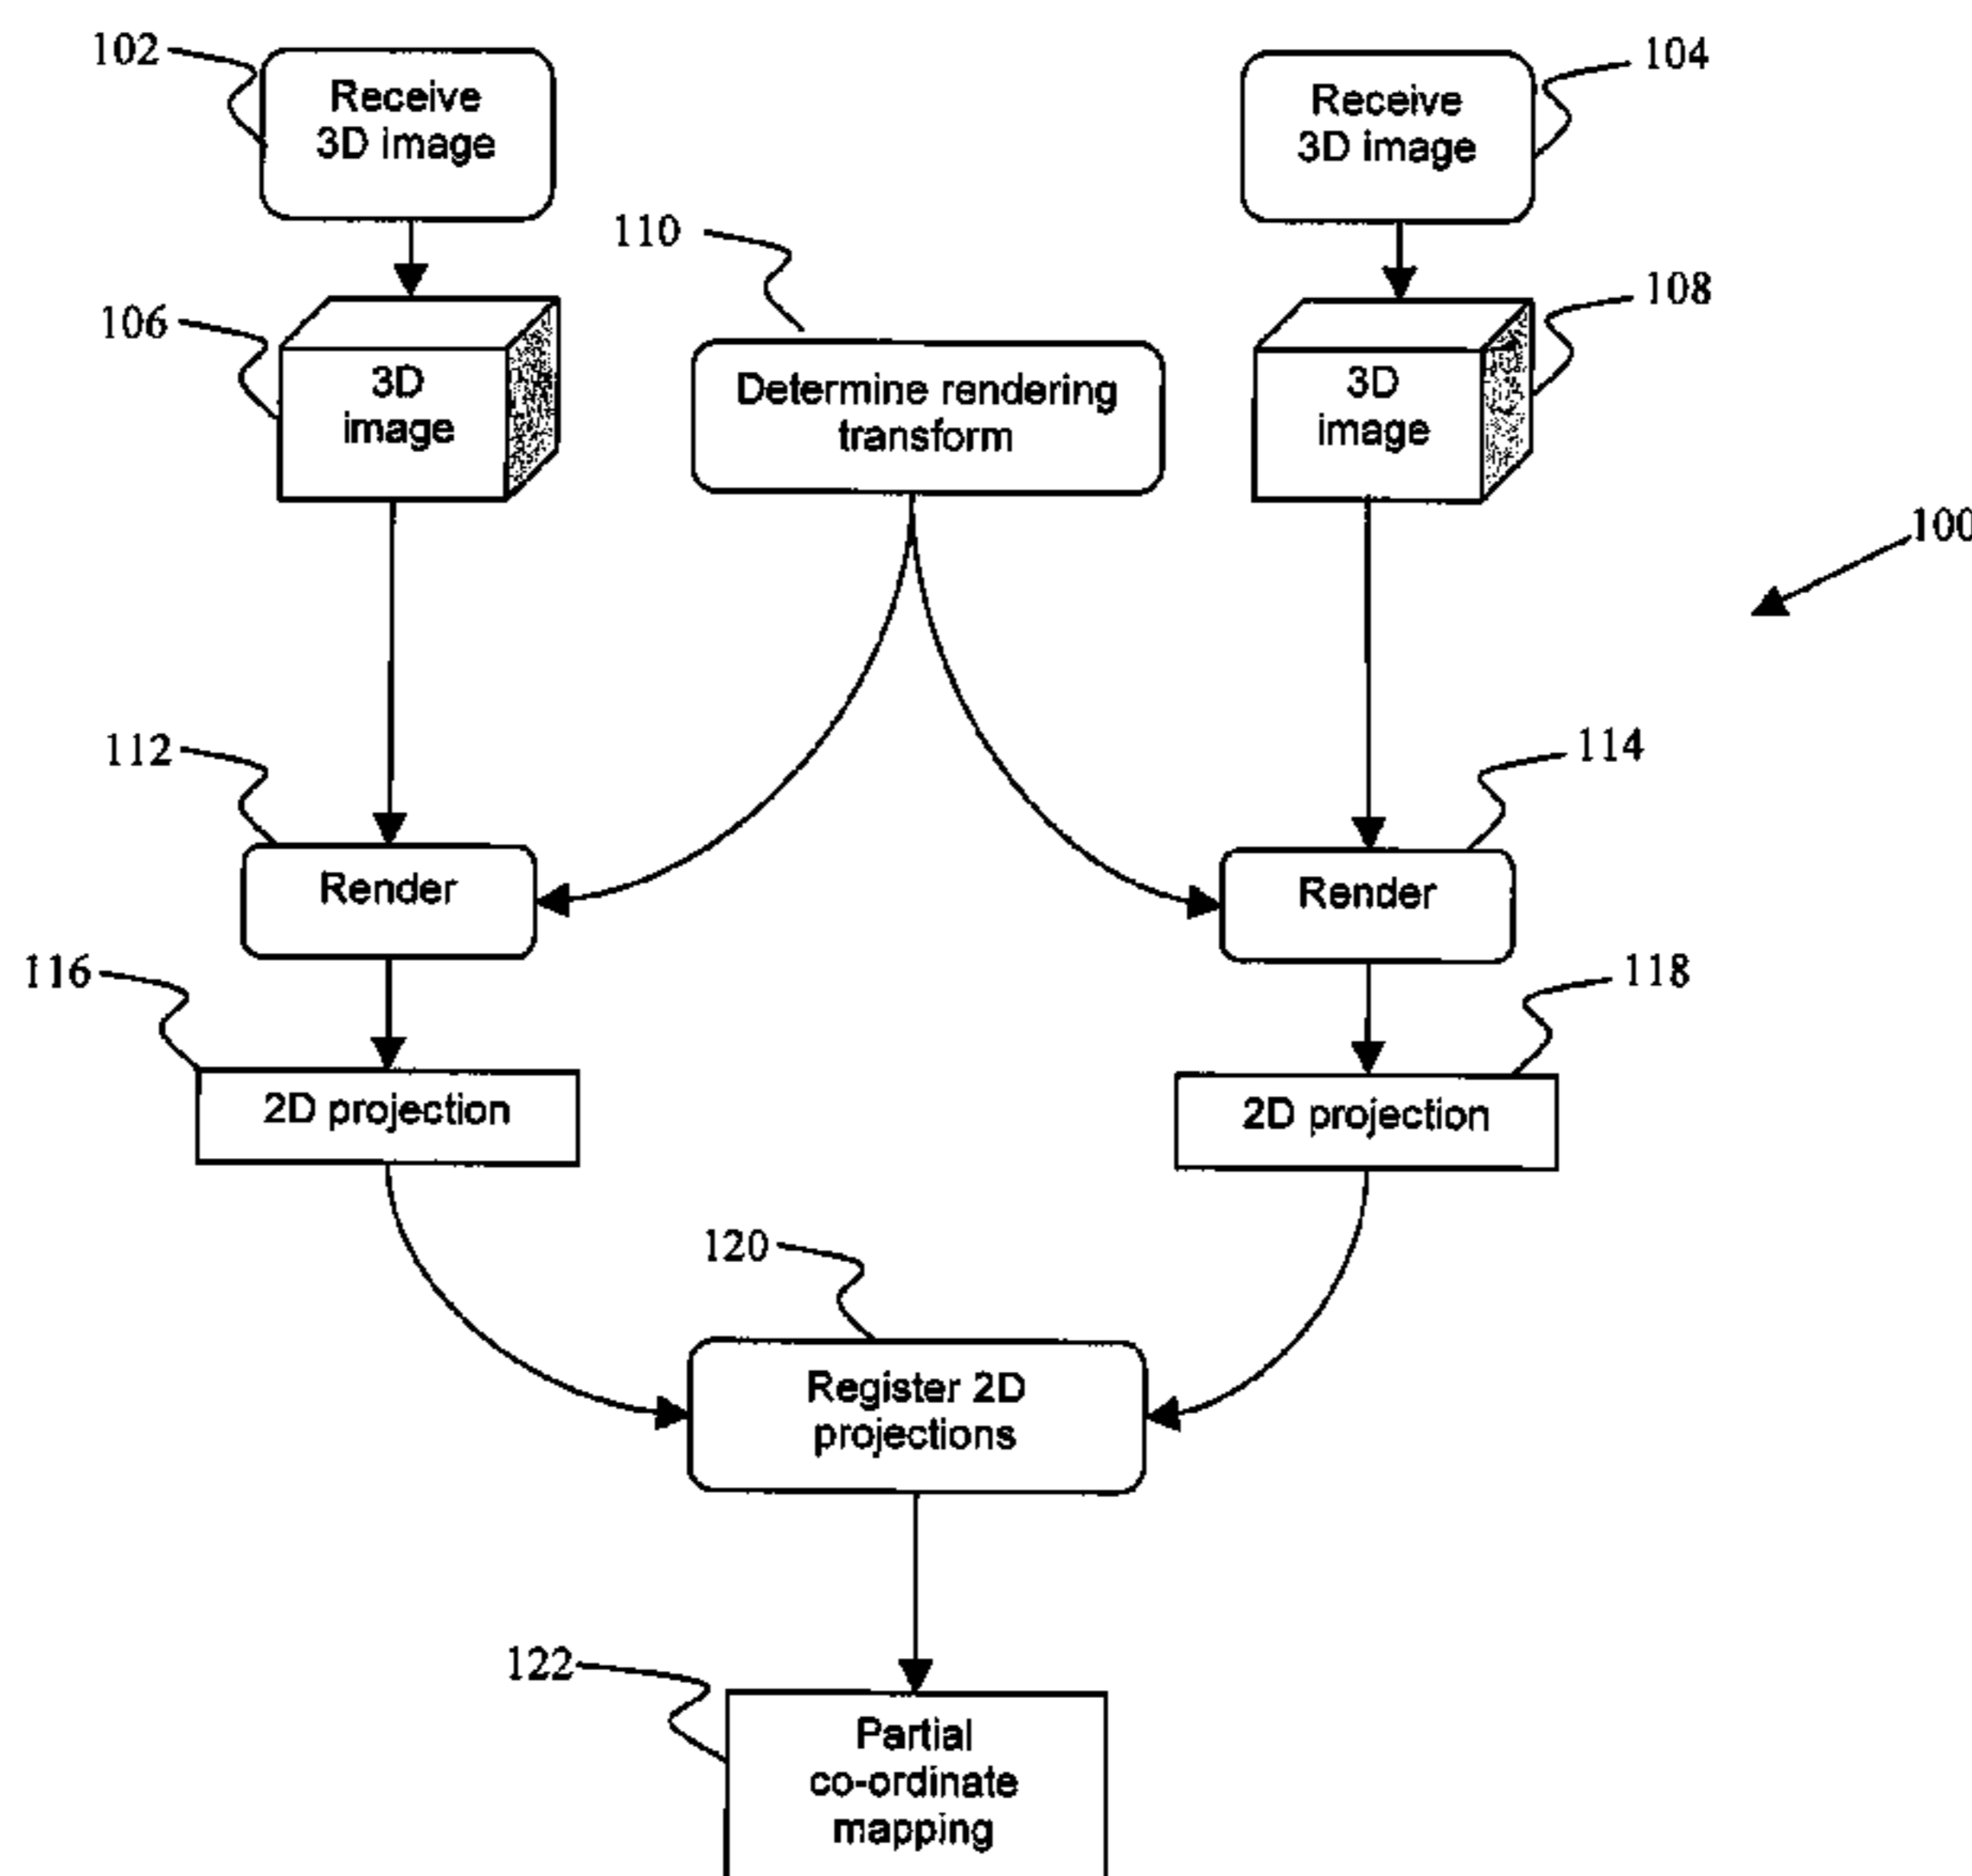 102
Receive
3D image
104
Receive
3D image
110
106
3D
image
Determine rendering
transform
108
3D
image
100
112
Render
114
Render
116
2D projection
118
2D projection
120
Register 2D
projections
122
Partial
co-ordinate
mapping